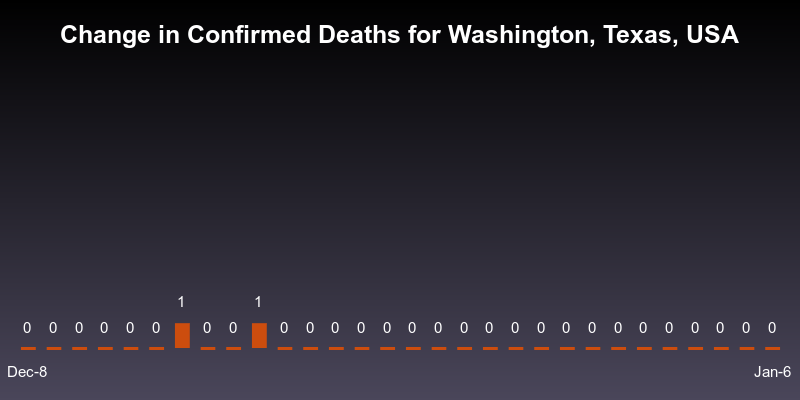 Change in Confirmed Deaths for Washington, Texas, USA
1 1
0 0 0 0 0 0 0 0 0 0 0 0 0 0 0 0 0 0 0 0 0 0 0 0 0 0 0 0
Dec-8 Jan-6